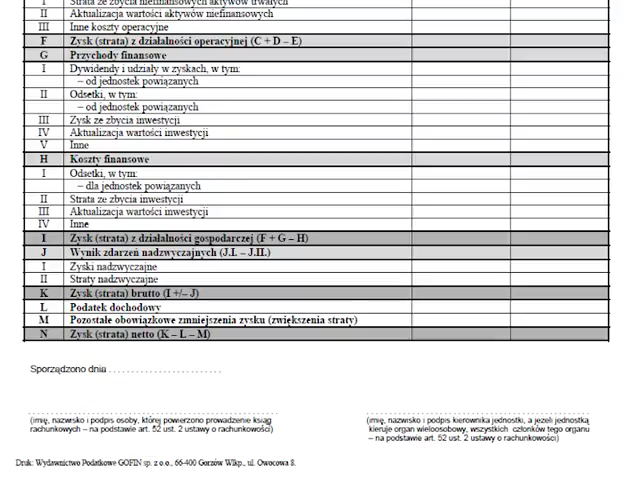 I Strata ze zbycia niefinansowych aktywów trwałych
II Aktualizacja wartości aktywów niefinansowych
III Inne koszty operacyjne
F Zysk (strata) z działalności operacyjnej (C + D – E)
G Przychody finansowe
I Dywidendy i udziały w zyskach, w tym:
– od jednostek powiązanych
II Odsetki, w tym:
– od jednostek powiązanych
III Zysk ze zbycia inwestycji
IV Aktualizacja wartości inwestycji
V Inne
H Koszty finansowe
I Odsetki, w tym:
– dla jednostek powiązanych
II Strata ze zbycia inwestycji
III Aktualizacja wartości inwestycji
IV Inne
I Zysk (strata) z działalności gospodarczej (F + G – H)
J Wynik zdarzeń nadzwyczajnych (J.I. – J.II.)
I Zyski nadzwyczajne
II Straty nadzwyczajne
K Zysk (strata) brutto (I +/– J)
L Podatek dochodowy
M Pozostałe obowiązkowe zmniejszenia zysku (zwiększenia straty)
N Zysk (strata) netto (K – L – M)
Sporządzono dnia . . . . . . . . . . . . . . . . . . . . . . .
(imię, nazwisko i podpis osoby, której powierzono prowadzenie ksiąg
rachunkowych – na podstawie art. 52 ust. 2 ustawy o rachunkowości)
(imię, nazwisko i podpis kierownika jednostki, a jeżeli jednostką
kieruje organ wieloosobowy, wszystkich członków tego organu
– na podstawie art. 52 ust. 2 ustawy o rachunkowości)
Druk: Wydawnictwo Podatkowe GOFIN sp. z o.o., 66-400 Gorzów Wlkp., ul. Owocowa 8.